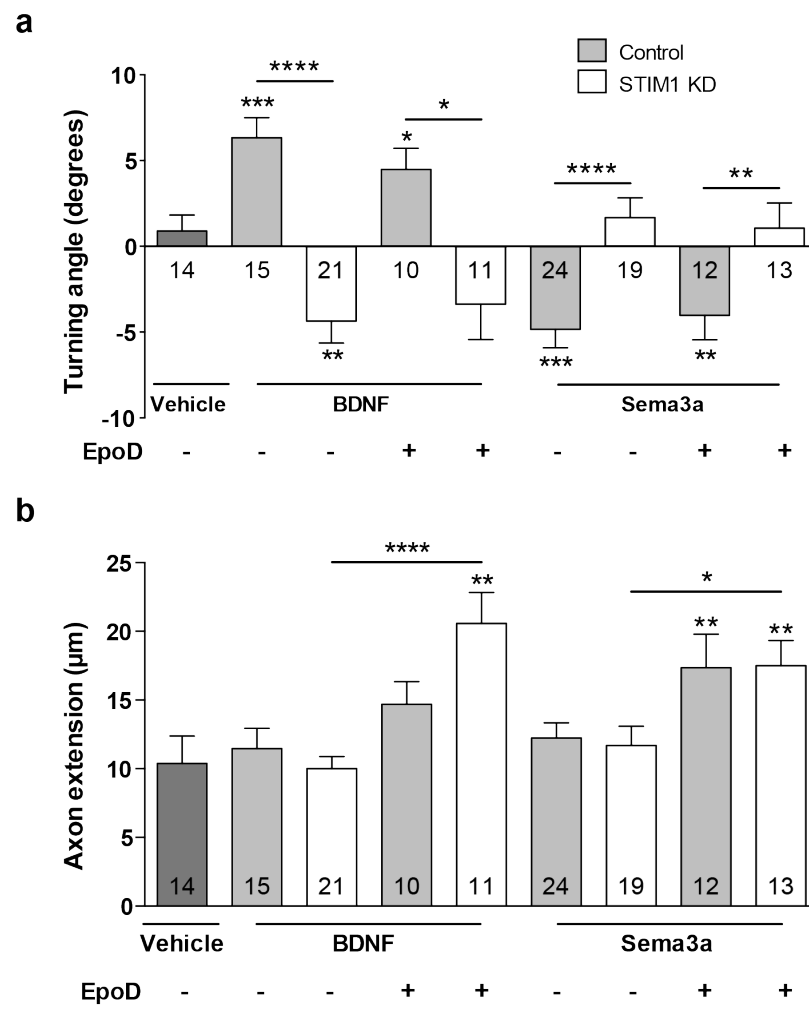 a
Control
STIM1 KD
Turning angle (degrees)
10
5
0
-5
-10
****
***
*
*
****
**
14 15 21 10 11 24 19 12 13
** *** **
Vehicle BDNF Sema3a
EpoD - - - + + - - + +
b
Axon extension (µm)
25
20
15
10
5
0
****
**
*
** **
14 15 21 10 11 24 19 12 13
Vehicle BDNF Sema3a
EpoD - - - + + - - + +